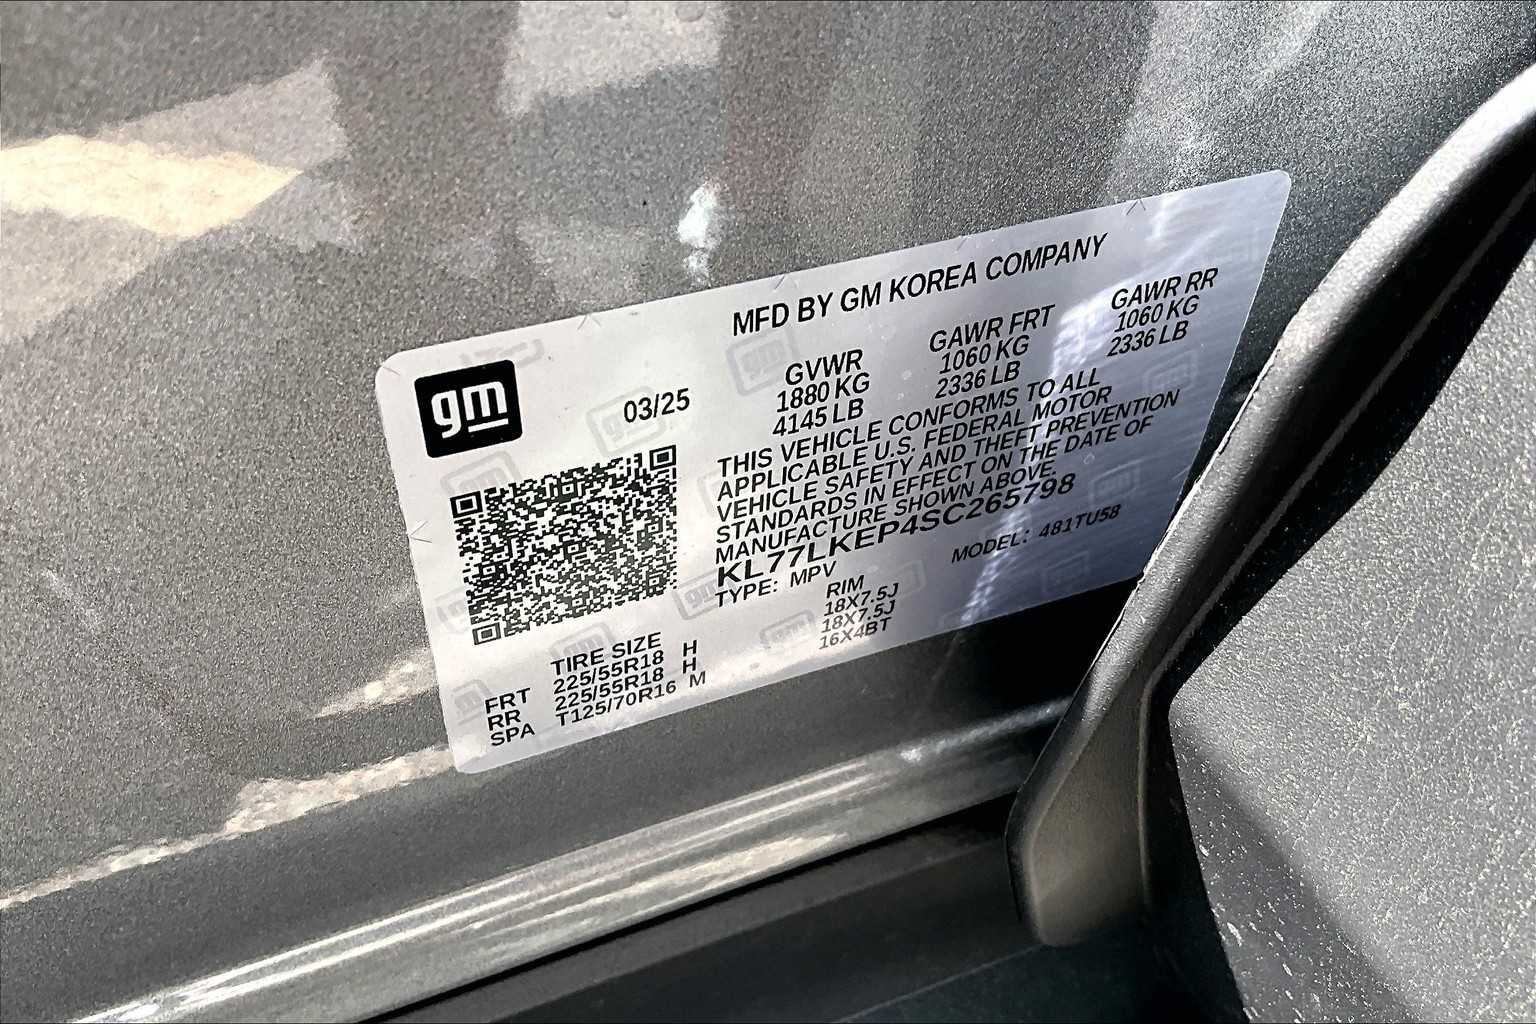 MFD BY GM KOREA COMPANY
gm
03/25
GVWR GAWR FRT GAWR RR
1880 KG 1060 KG 1060 KG
4145 LB 2336 LB 2336 LB
THIS VEHICLE CONFORMS TO ALL
APPLICABLE U.S. FEDERAL MOTOR
VEHICLE SAFETY AND THEFT PREVENTION
STANDARDS IN EFFECT ON THE DATE OF
MANUFACTURE SHOWN ABOVE.
KL77LKEP4SC265798
TYPE: MPV MODEL: 481TU58
TIRE SIZE RIM
FRT 225/55R18 H 18X7.5J
RR 225/55R18 H 18X7.5J
SPA T125/70R16 M 16X4BT